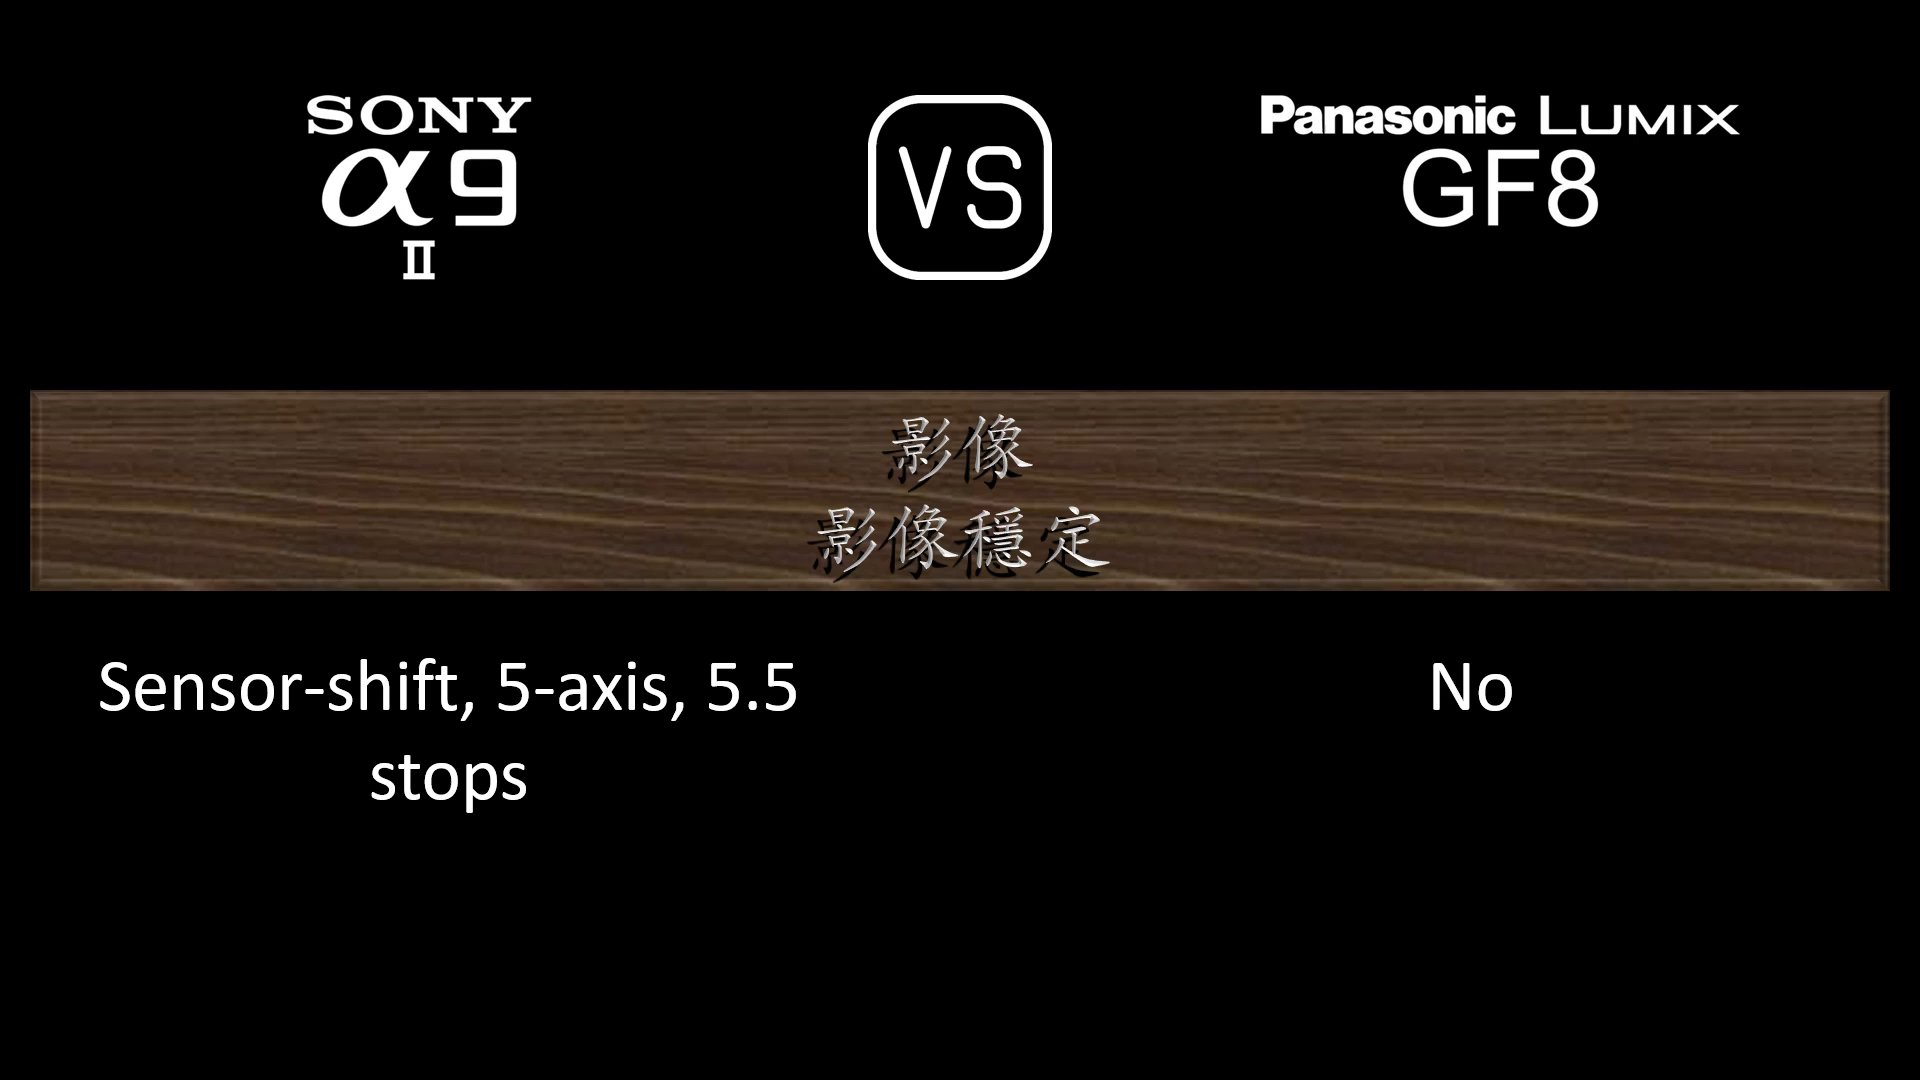 SONY
α9
II
VS
Panasonic LUMIX
GF8
影像
影像穩定
Sensor-shift, 5-axis, 5.5
stops
No